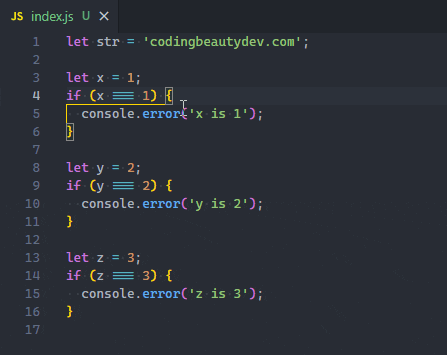 JS index.js U ×
1 let str = 'codingbeautydev.com';
2
3 let x = 1;
4 if (x === 1) {
5   console.error('x is 1');
6 }
7
8 let y = 2;
9 if (y === 2) {
10   console.error('y is 2');
11 }
12
13 let z = 3;
14 if (z === 3) {
15   console.error('z is 3');
16 }
17